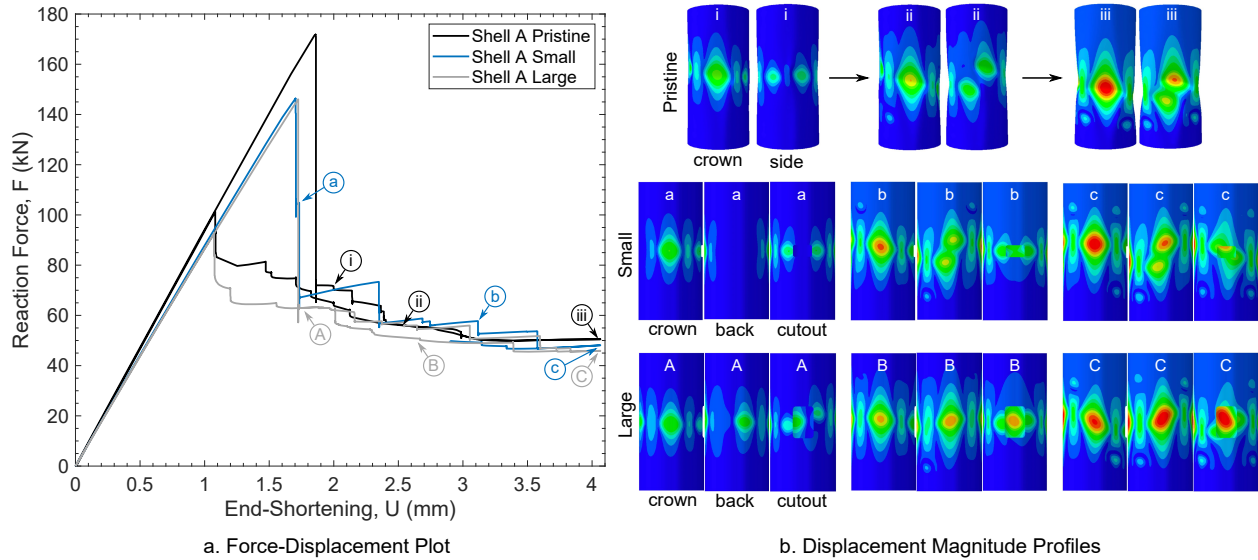 180
160
140
120
100
80
60
40
20
0
Reaction Force, F (kN)
0
0.5
1
1.5
2
2.5
3
3.5
4
End-Shortening, U (mm)
Shell A Pristine
Shell A Small
Shell A Large
a
i
ii
b
iii
A
B
c
C
a. Force-Displacement Plot
Pristine
i i ii ii iii iii
crown side
Small
a a a b b b c c c
crown back cutout
Large
A A A B B B C C C
crown back cutout
b. Displacement Magnitude Profiles